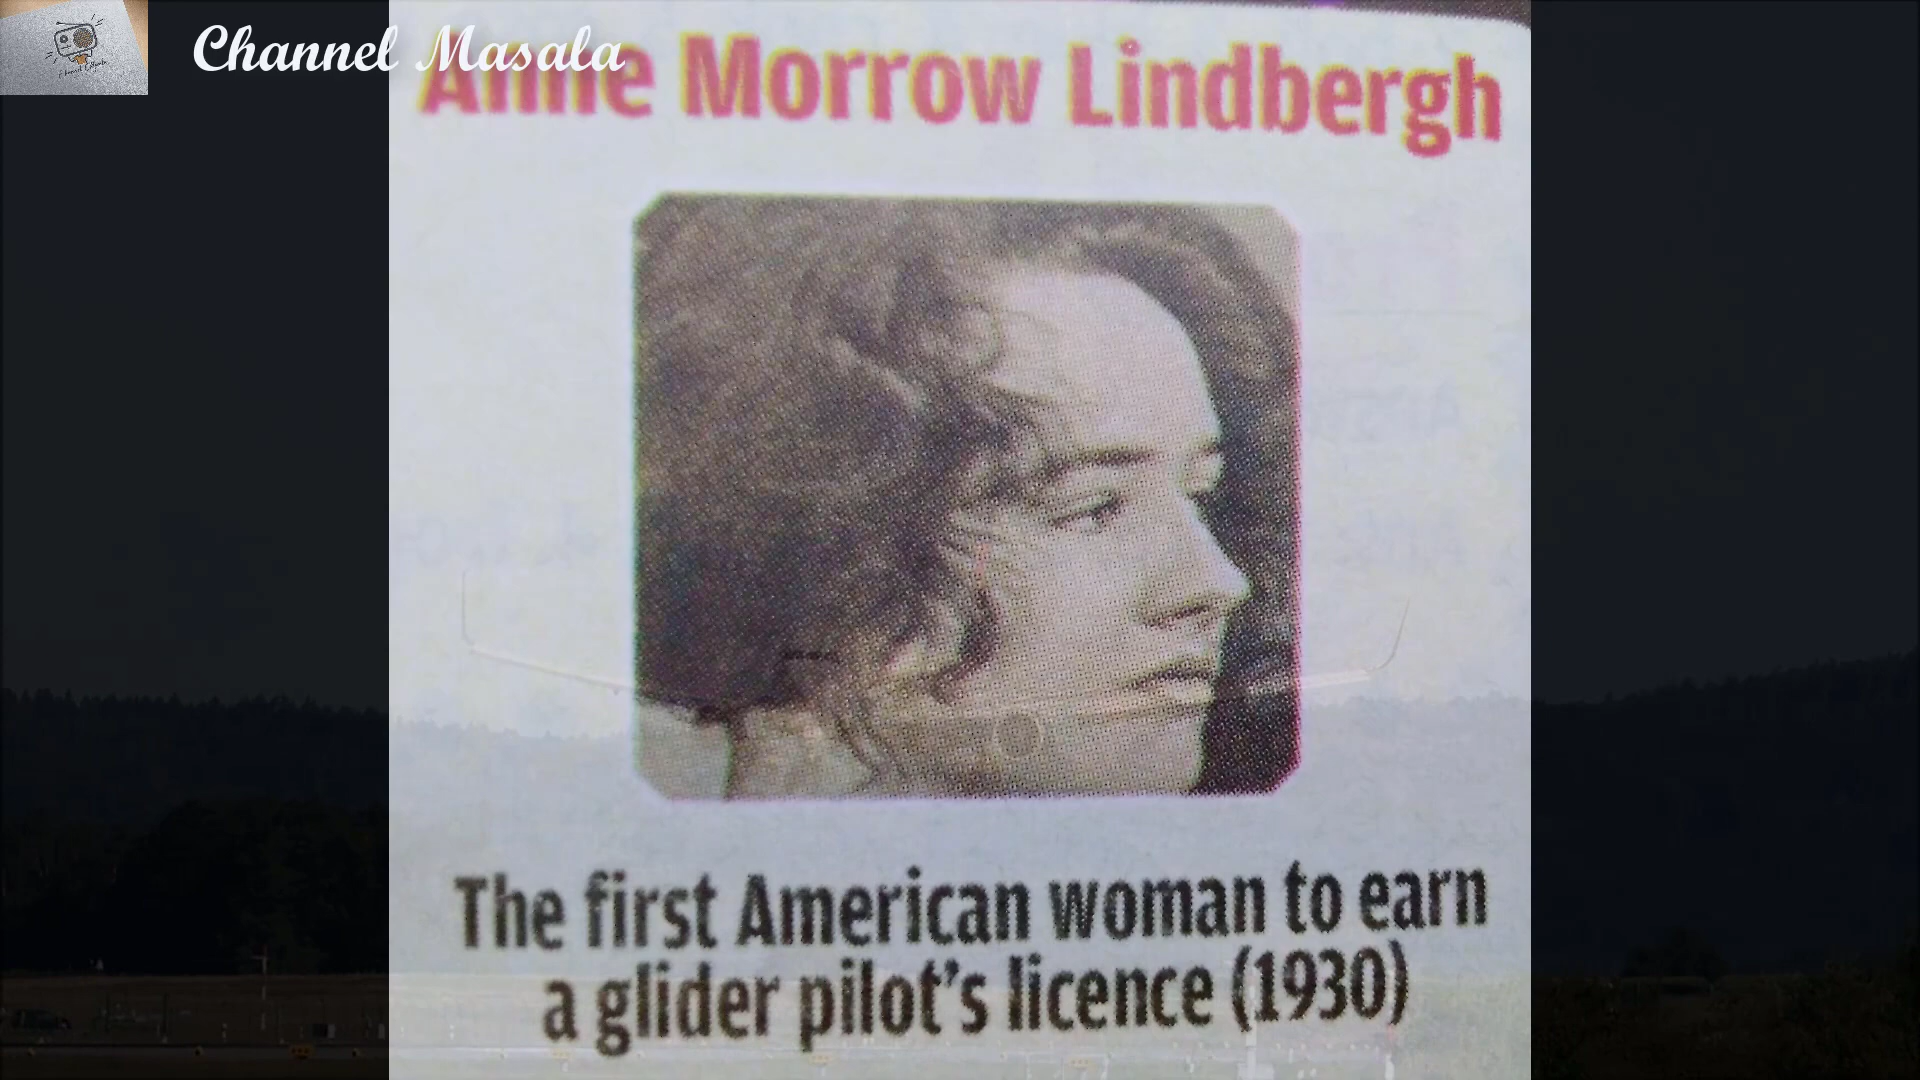 Channel Masala
Anne Morrow Lindbergh
The first American woman to earn
a glider pilot's licence (1930)